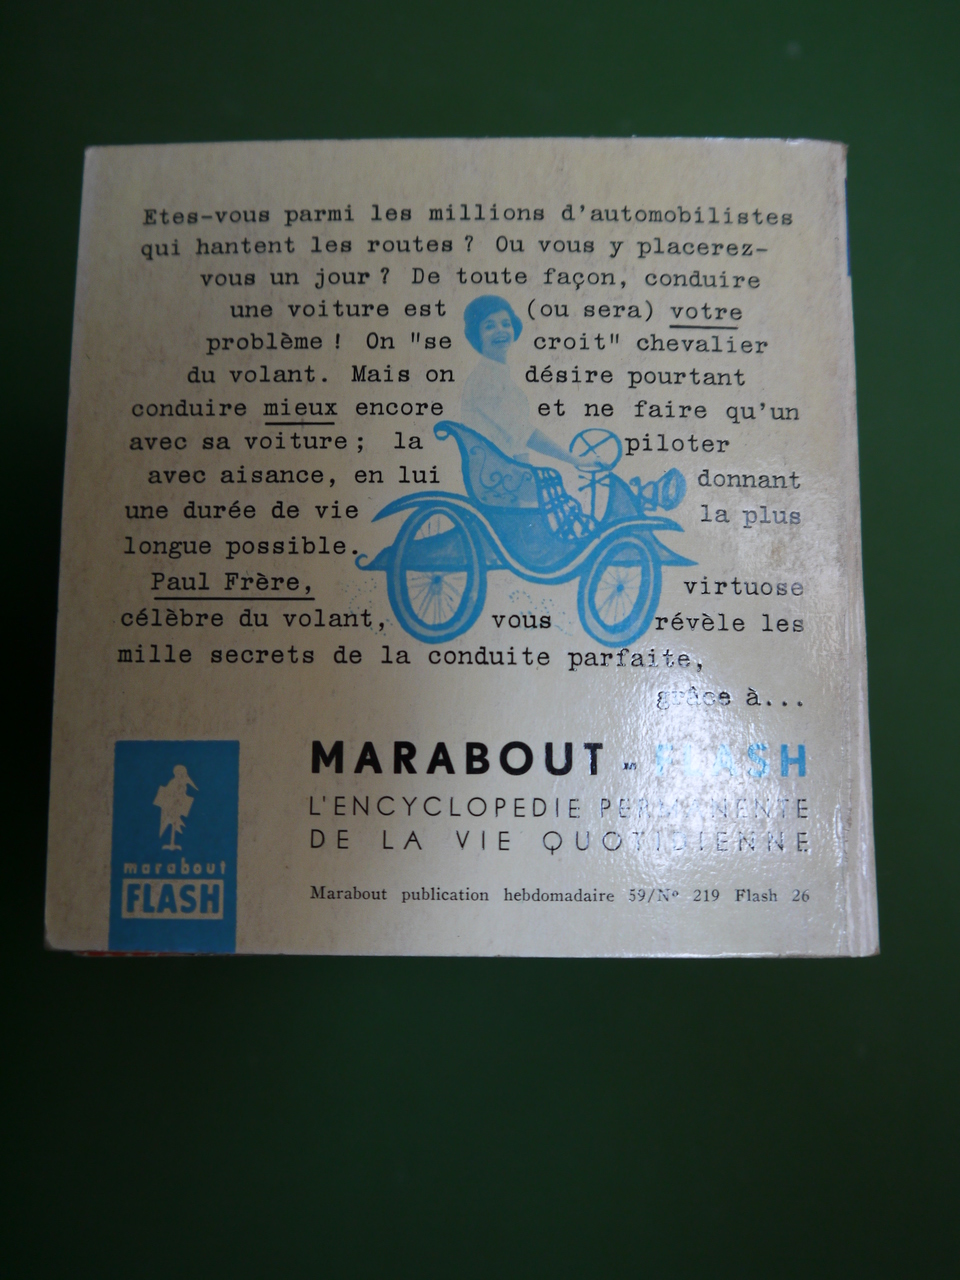 Etes-vous parmi les millions d'automobilistes
qui hantent les routes ? Ou vous y placerez-
vous un jour ? De toute façon, conduire
une voiture est (ou sera) votre
problème ! On "se croit" chevalier
du volant. Mais on désire pourtant
conduire mieux encore et ne faire qu'un
avec sa voiture ; la piloter
avec aisance, en lui donnant
une durée de vie la plus
longue possible.
Paul Frère, virtuose
célèbre du volant, vous révèle les
mille secrets de la conduite parfaite,
grâce à...
MARABOUT - FLASH
L'ENCYCLOPEDIE PERMANENTE
DE LA VIE QUOTIDIENNE
Marabout publication hebdomadaire 59/Nº 219 Flash 26
marabout
FLASH